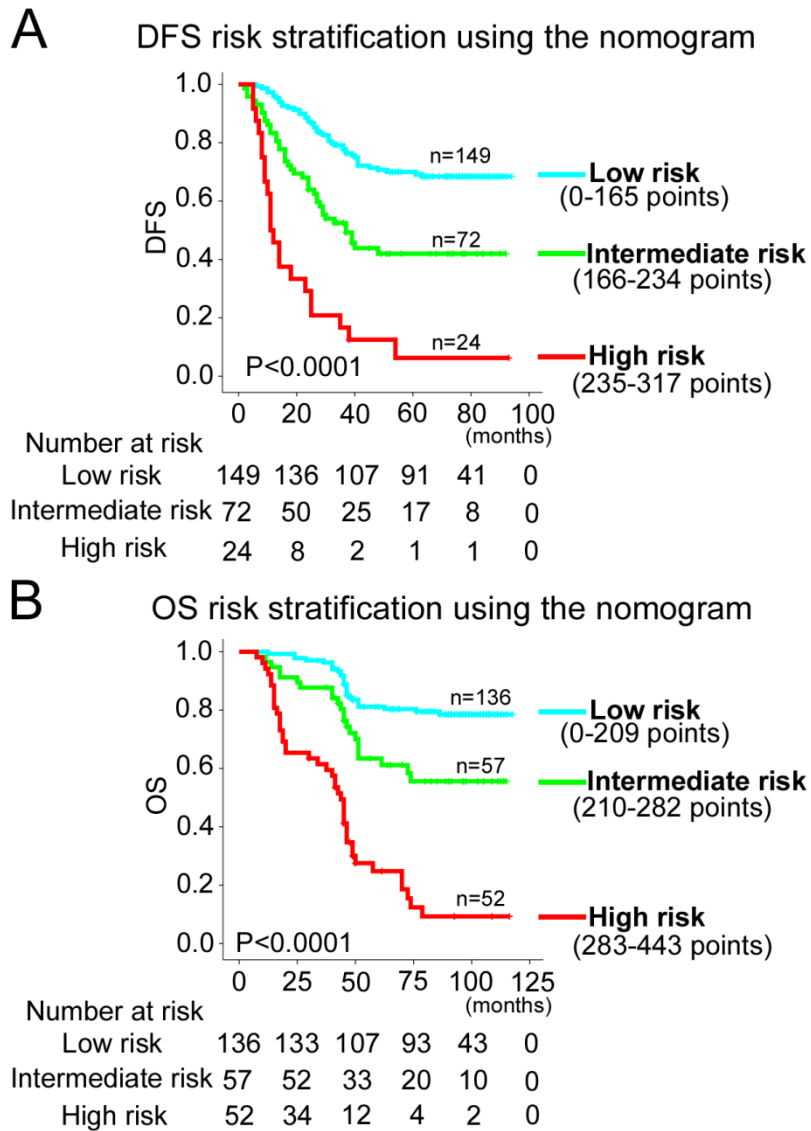 A
DFS risk stratification using the nomogram
1.0
0.8
0.6
0.4
0.2
0.0
DFS
n=149
n=72
n=24
P<0.0001
Low risk
(0-165 points)
Intermediate risk
(166-234 points)
High risk
(235-317 points)
0 20 40 60 80 100
(months)
Number at risk
Low risk 149 136 107 91 41 0
Intermediate risk 72 50 25 17 8 0
High risk 24 8 2 1 1 0
B
OS risk stratification using the nomogram
1.0
0.8
0.6
0.4
0.2
0.0
OS
n=136
n=57
n=52
P<0.0001
Low risk
(0-209 points)
Intermediate risk
(210-282 points)
High risk
(283-443 points)
0 25 50 75 100 125
(months)
Number at risk
Low risk 136 133 107 93 43 0
Intermediate risk 57 52 33 20 10 0
High risk 52 34 12 4 2 0